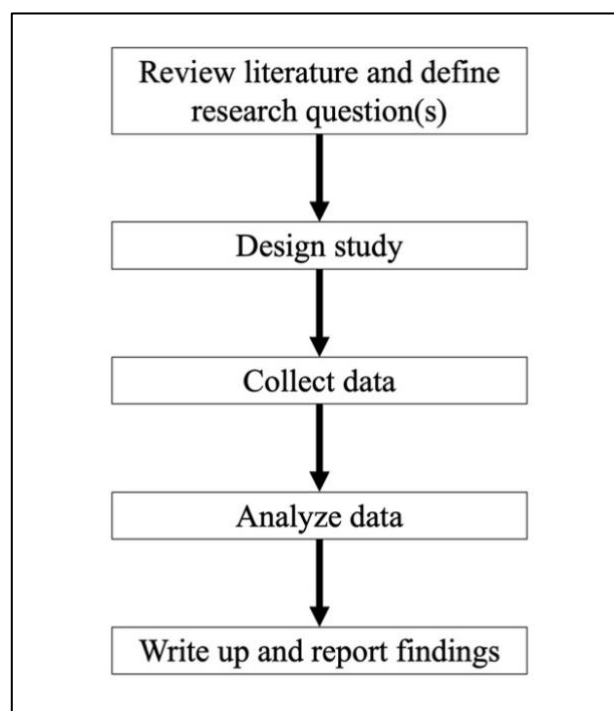 Review literature and define
research question(s)
Design study
Collect data
Analyze data
Write up and report findings